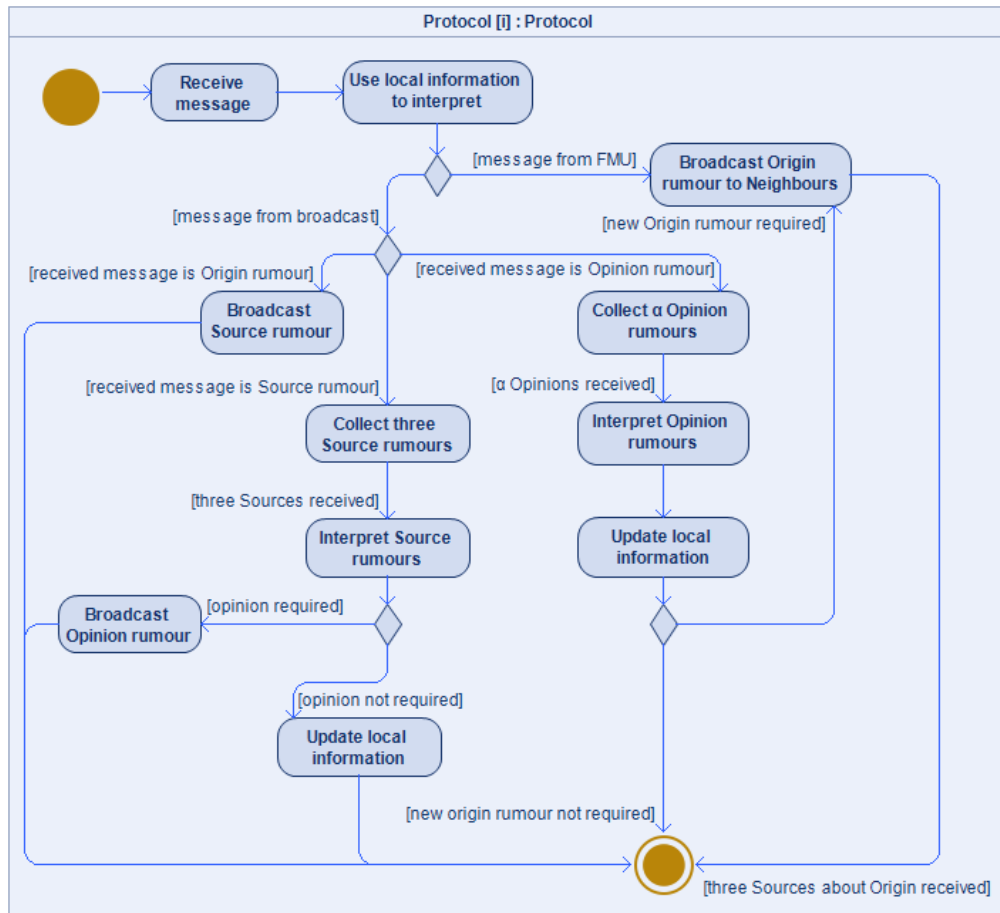 Protocol [i] : Protocol
Receive
message
Use local information
to interpret
[message from FMU]
Broadcast Origin
rumour to Neighbours
[message from broadcast]
[new Origin rumour required]
[received message is Origin rumour]
[received message is Opinion rumour]
Broadcast
Source rumour
Collect α Opinion
rumours
[received message is Source rumour]
[α Opinions received]
Collect three
Source rumours
Interpret Opinion
rumours
[three Sources received]
Interpret Source
rumours
Update local
information
[opinion required]
Broadcast
Opinion rumour
[opinion not required]
Update local
information
[new origin rumour not required]
[three Sources about Origin received]